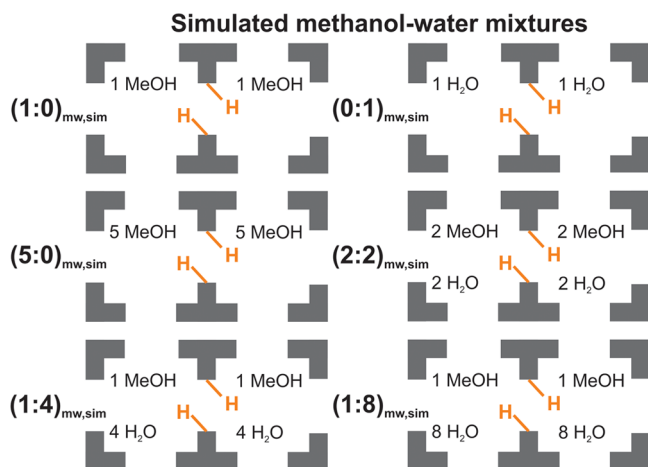 Simulated methanol-water mixtures
1 MeOH 1 MeOH
H
(1:0)mw,sim
H
1 H2O 1 H2O
H
(0:1)mw,sim
H
5 MeOH 5 MeOH
H
(5:0)mw,sim
H
2 MeOH 2 MeOH
H
(2:2)mw,sim
H
2 H2O 2 H2O
1 MeOH 1 MeOH
H
(1:4)mw,sim
H
4 H2O 4 H2O
1 MeOH 1 MeOH
H
(1:8)mw,sim
H
8 H2O 8 H2O